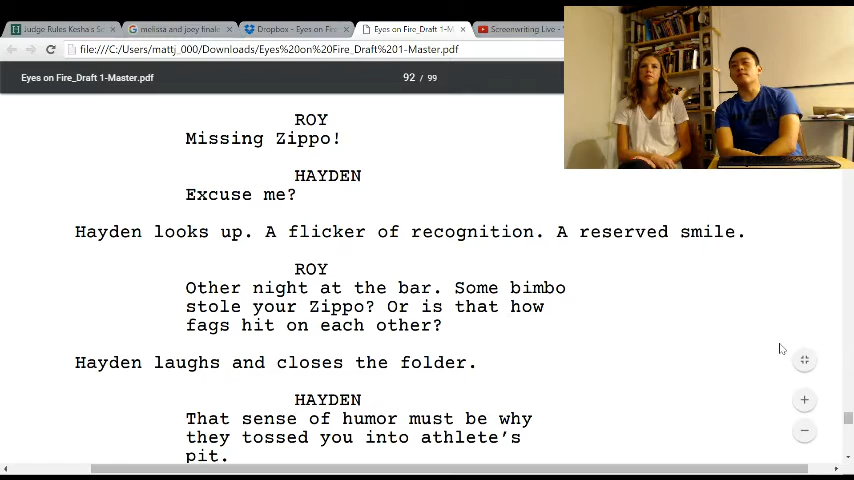 Judge Rules Kesha's Se
melissa and joey finale
Dropbox - Eyes on Fire
Eyes on Fire_Draft 1-M
Screenwriting Live -
file:///C:/Users/mattj_000/Downloads/Eyes%20on%20Fire_Draft%201-Master.pdf
Eyes on Fire_Draft 1-Master.pdf
92 / 99
ROY
Missing Zippo!
HAYDEN
Excuse me?
Hayden looks up. A flicker of recognition. A reserved smile.
ROY
Other night at the bar. Some bimbo
stole your Zippo? Or is that how
fags hit on each other?
Hayden laughs and closes the folder.
HAYDEN
That sense of humor must be why
they tossed you into athlete's
pit.